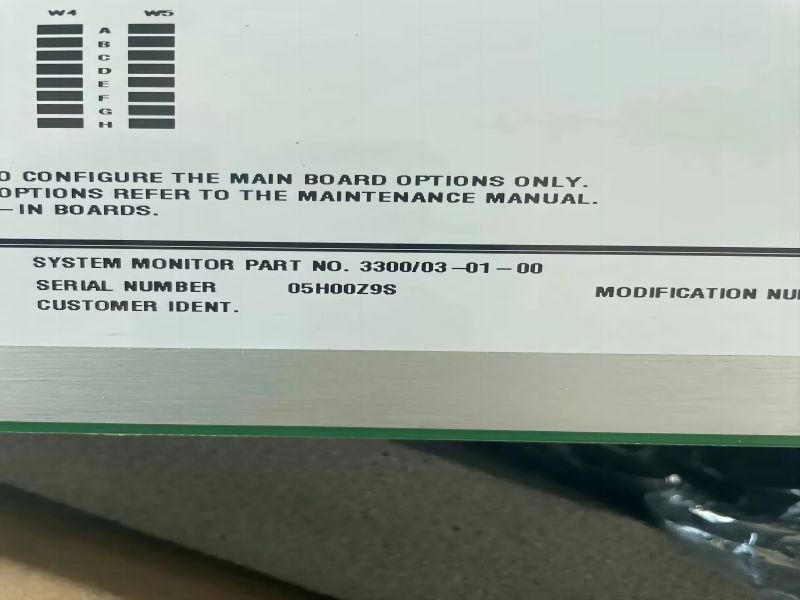 W4 W5
A
B
C
D
E
F
G
H
O CONFIGURE THE MAIN BOARD OPTIONS ONLY.
OPTIONS REFER TO THE MAINTENANCE MANUAL.
-IN BOARDS.
SYSTEM MONITOR PART NO. 3300/03-01-00
SERIAL NUMBER 05H00Z9S MODIFICATION NU
CUSTOMER IDENT.